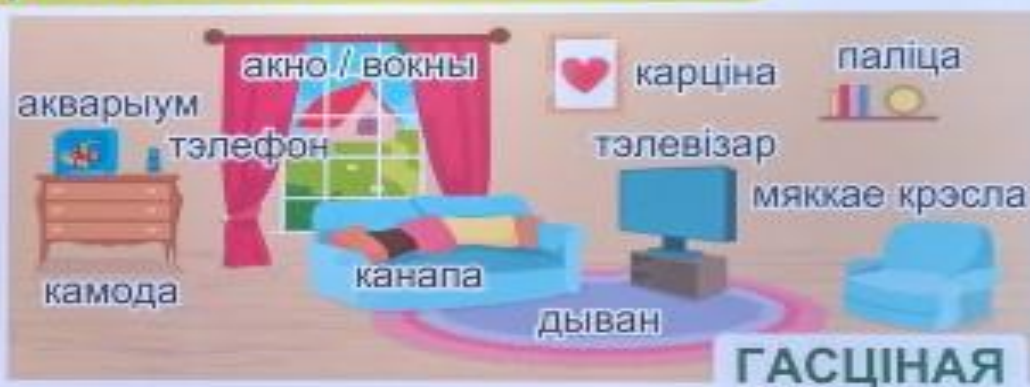 акно / вокны
карціна
паліца
акварыум
тэлефон
тэлевізар
мяккае крэсла
камода
канапа
дыван
ГАСЦІНАЯ